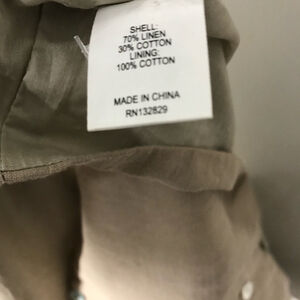 SHELL:
70% LINEN
30% COTTON
LINING:
100% COTTON
MADE IN CHINA
RN132829